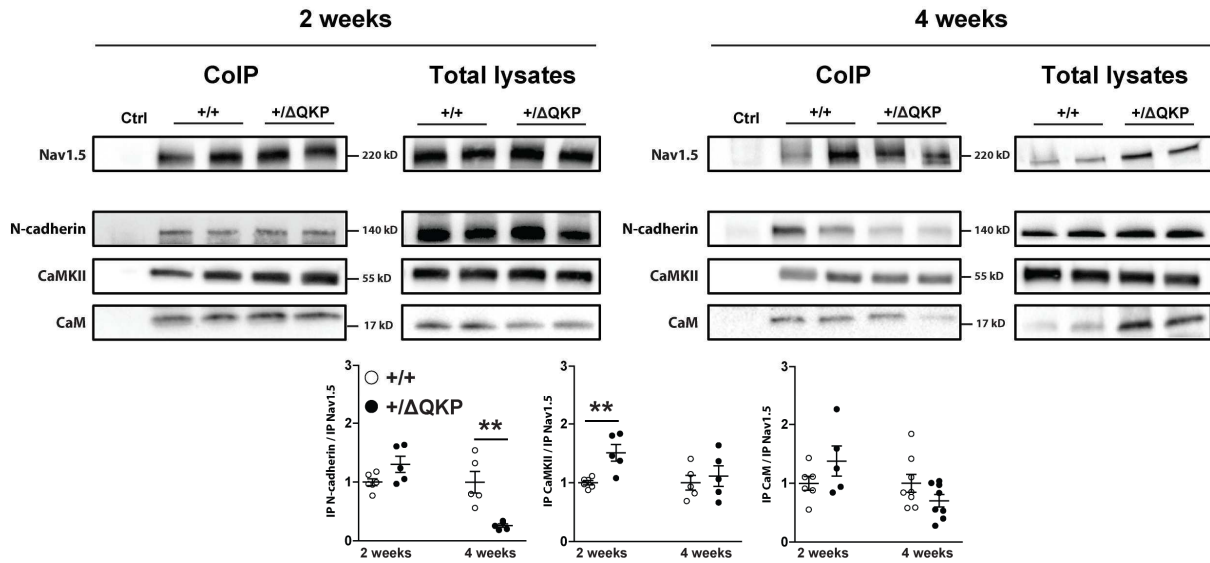 2 weeks
4 weeks
CoIP
Total lysates
CoIP
Total lysates
Ctrl
+/+
+/ΔQKP
+/+
+/ΔQKP
Ctrl
+/+
+/ΔQKP
+/+
+/ΔQKP
Nav1.5
220 kD
Nav1.5
220 kD
N-cadherin
140 kD
N-cadherin
140 kD
CaMKII
55 kD
CaMKII
55 kD
CaM
17 kD
CaM
17 kD
IP N-cadherin / IP Nav1.5
3
2
1
0
+/+
+/ΔQKP
**
2 weeks
4 weeks
IP CaMKII / IP Nav1.5
3
2
1
0
**
2 weeks
4 weeks
IP CaM / IP Nav1.5
3
2
1
0
2 weeks
4 weeks